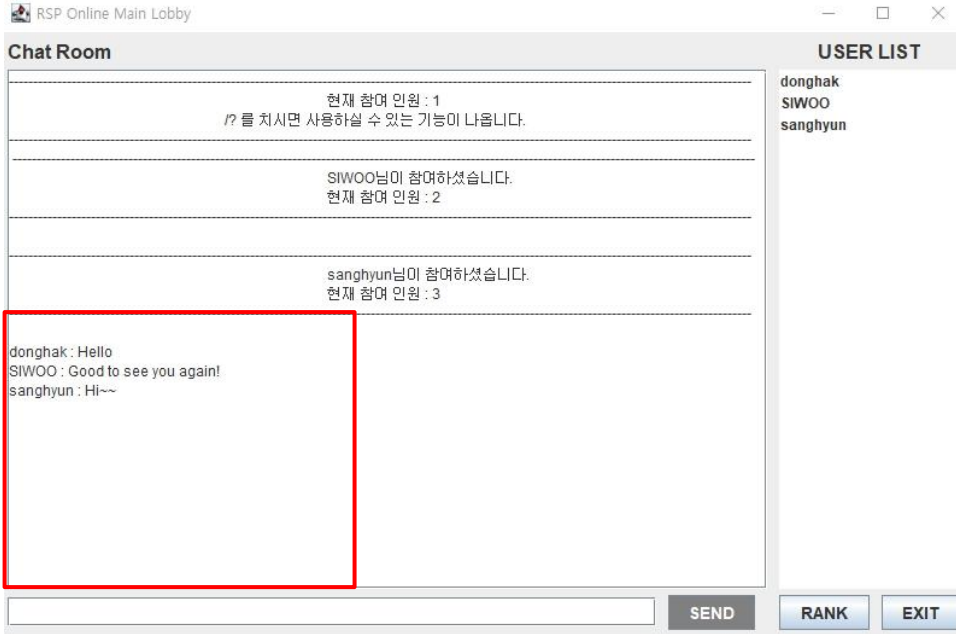 RSP Online Main Lobby
Chat Room
현재 참여 인원 : 1
/? 를 치시면 사용하실 수 있는 기능이 나옵니다.
SIWOO님이 참여하셨습니다.
현재 참여 인원 : 2
sanghyun님이 참여하셨습니다.
현재 참여 인원 : 3
donghak : Hello
SIWOO : Good to see you again!
sanghyun : Hi~~
SEND
USER LIST
donghak
SIWOO
sanghyun
RANK
EXIT